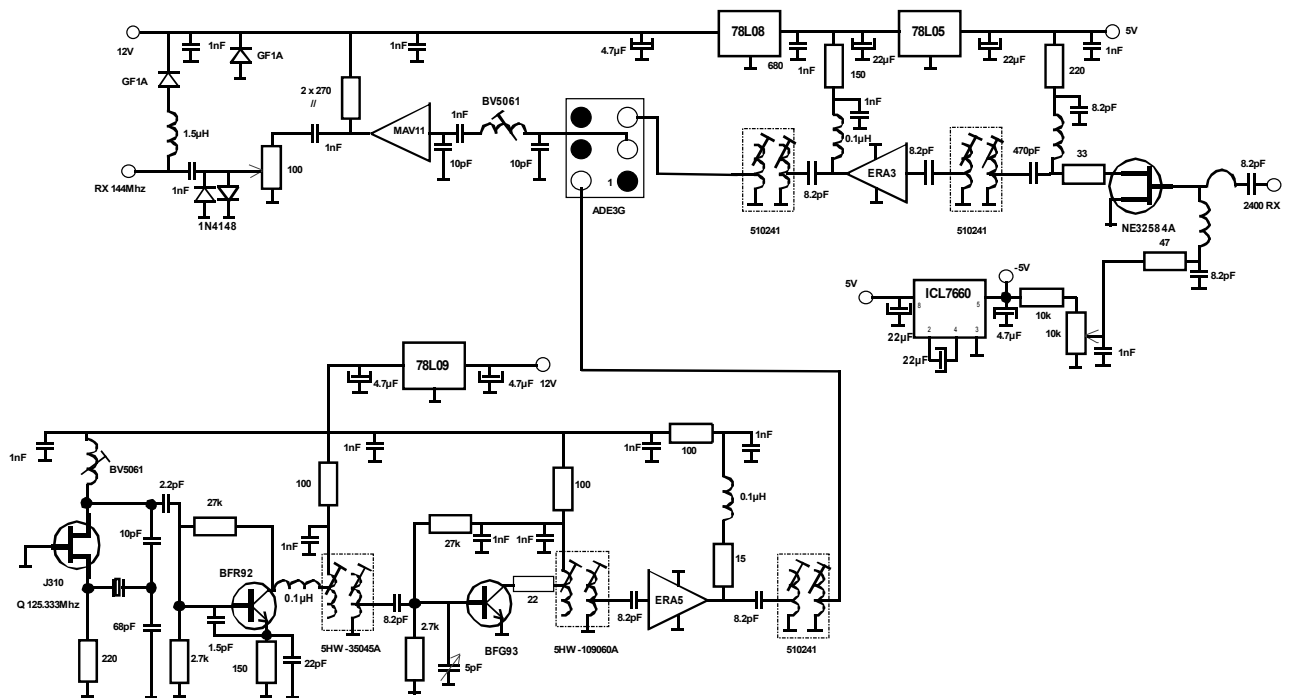 12V
1nF
GF1A
GF1A
1.5µH
RX 144Mhz
1nF
1N4148
100
1nF
2 x 270
//
1nF
MAV11
10pF
1nF
BV5061
10pF
1
ADE3G
4.7µF
78L08
680
1nF
150
22µF
78L05
22µF
5V
1nF
220
8.2pF
1nF
0.1µH
510241
8.2pF
ERA3
8.2pF
510241
470pF
33
NE32584A
8.2pF
2400 RX
47
8.2pF
5V
-5V
ICL7660
8
5
2
4
3
22µF
22µF
4.7µF
10k
10k
1nF
78L09
4.7µF
4.7µF
12V
1nF
BV5061
1nF
1nF
100
1nF
2.2pF
27k
100
100
0.1µH
10pF
27k
1nF
1nF
1nF
15
J310
Q 125.333Mhz
BFR92
0.1µH
22
ERA5
68pF
220
2.7k
1.5pF
150
22pF
5HW -35045A
8.2pF
2.7k
5pF
BFG93
5HW -109060A
8.2pF
8.2pF
510241